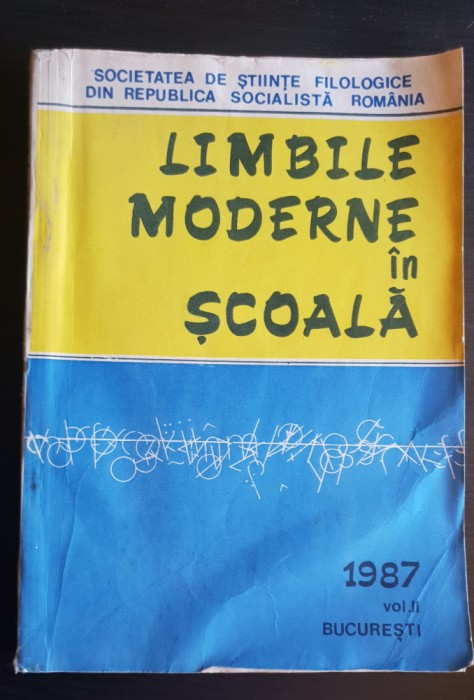 SOCIETATEA DE ȘTIINȚE FILOLOGICE
DIN REPUBLICA SOCIALISTĂ ROMÂNIA
LIMBILE
MODERNE
în
ȘCOALĂ
1987
vol.II
BUCUREȘTI